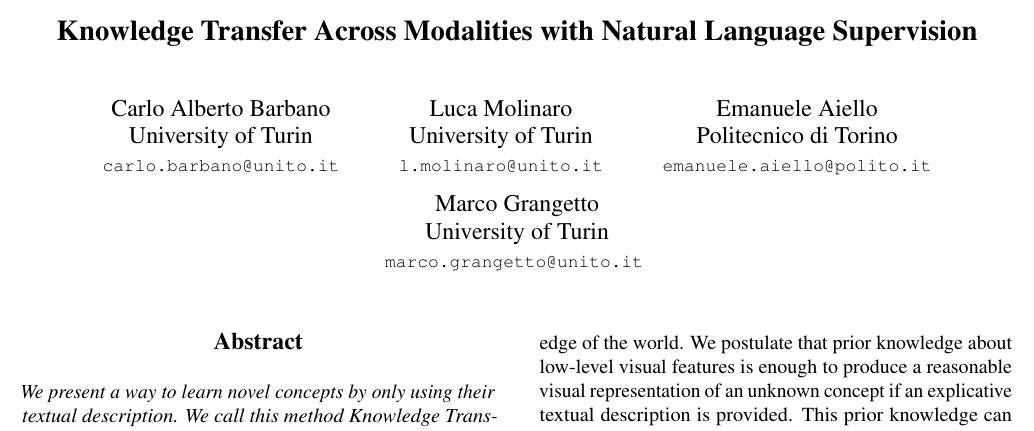 Knowledge Transfer Across Modalities with Natural Language Supervision
Carlo Alberto Barbano
University of Turin
carlo.barbano@unito.it
Luca Molinaro
University of Turin
l.molinaro@unito.it
Emanuele Aiello
Politecnico di Torino
emanuele.aiello@polito.it
Marco Grangetto
University of Turin
marco.grangetto@unito.it
Abstract
We present a way to learn novel concepts by only using their
textual description. We call this method Knowledge Trans-
edge of the world. We postulate that prior knowledge about
low-level visual features is enough to produce a reasonable
visual representation of an unknown concept if an explicative
textual description is provided. This prior knowledge can